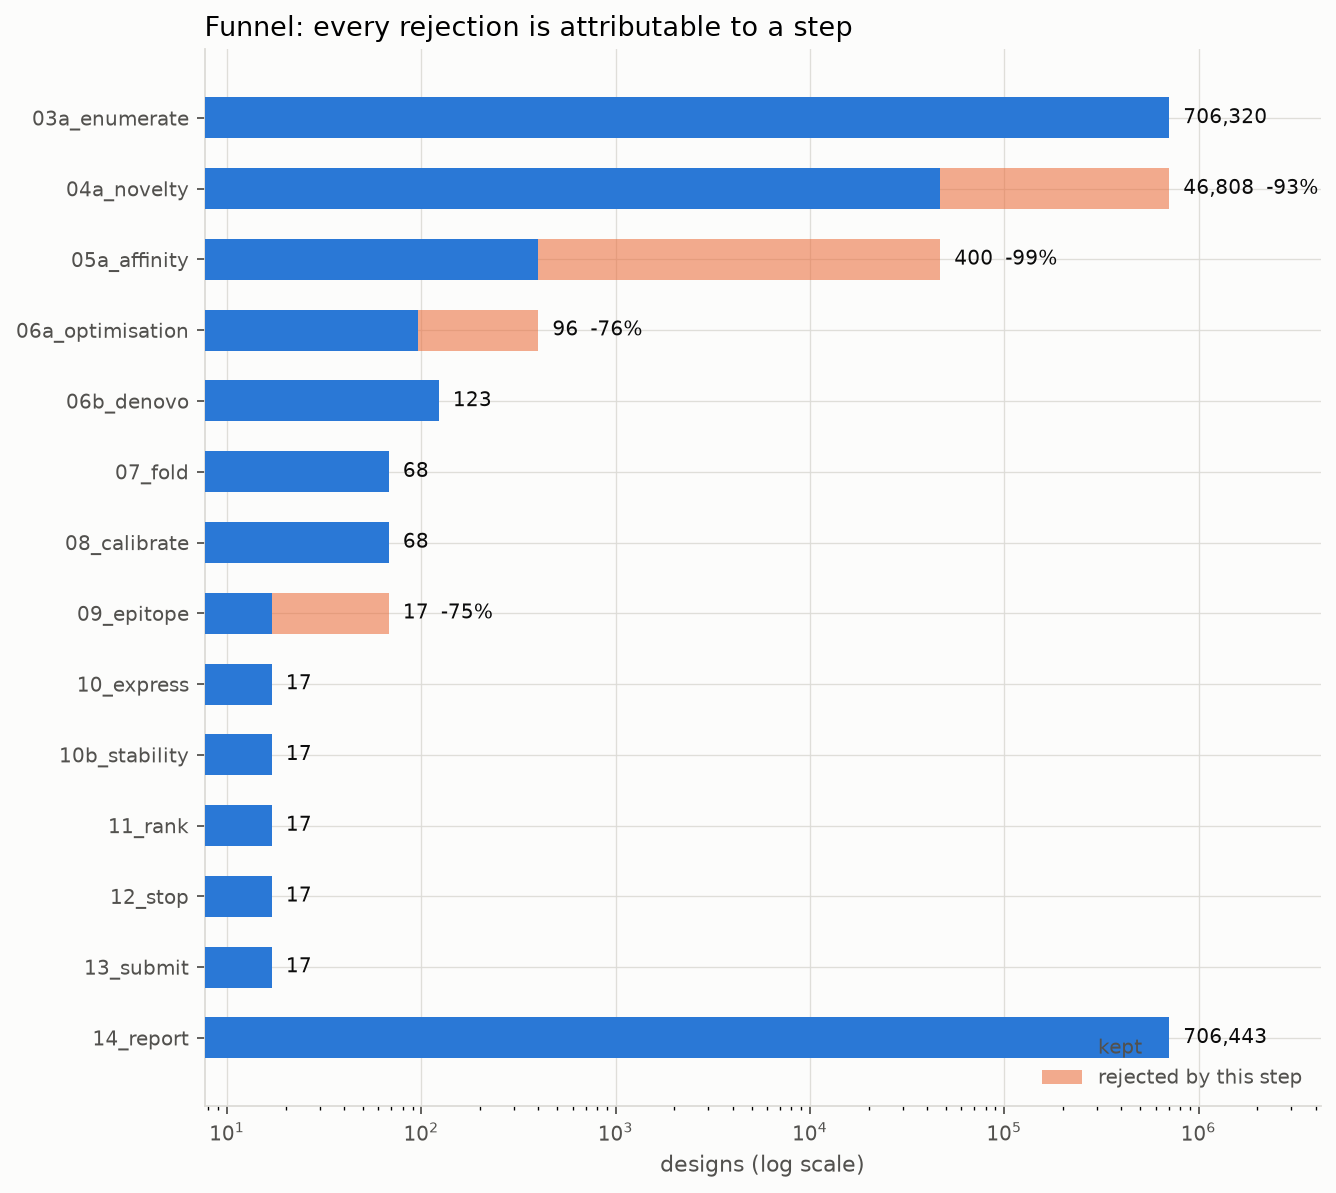 Funnel: every rejection is attributable to a step
03a_enumerate 706,320
04a_novelty 46,808 -93%
05a_affinity 400 -99%
06a_optimisation 96 -76%
06b_denovo 123
07_fold 68
08_calibrate 68
09_epitope 17 -75%
10_express 17
10b_stability 17
11_rank 17
12_stop 17
13_submit 17
14_report 706,443
kept
rejected by this step
10¹ 10² 10³ 10⁴ 10⁵ 10⁶
designs (log scale)